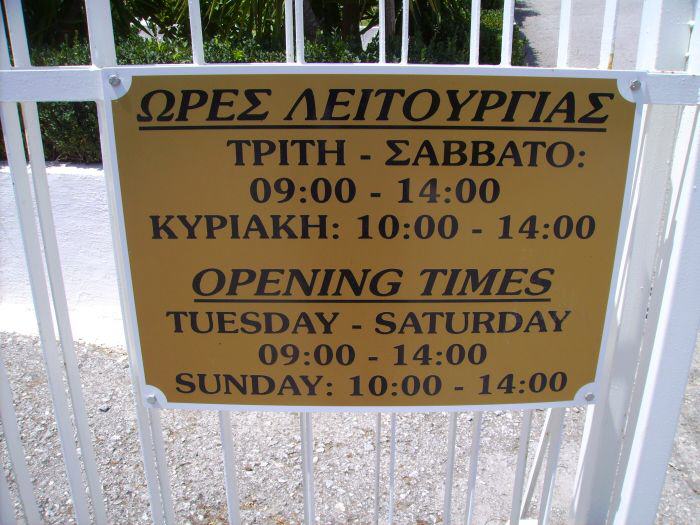 ΩΡΕΣ ΛΕΙΤΟΥΡΓΙΑΣ
ΤΡΙΤΗ - ΣΑΒΒΑΤΟ:
09:00 - 14:00
ΚΥΡΙΑΚΗ: 10:00 - 14:00
OPENING TIMES
TUESDAY - SATURDAY
09:00 - 14:00
SUNDAY: 10:00 - 14:00